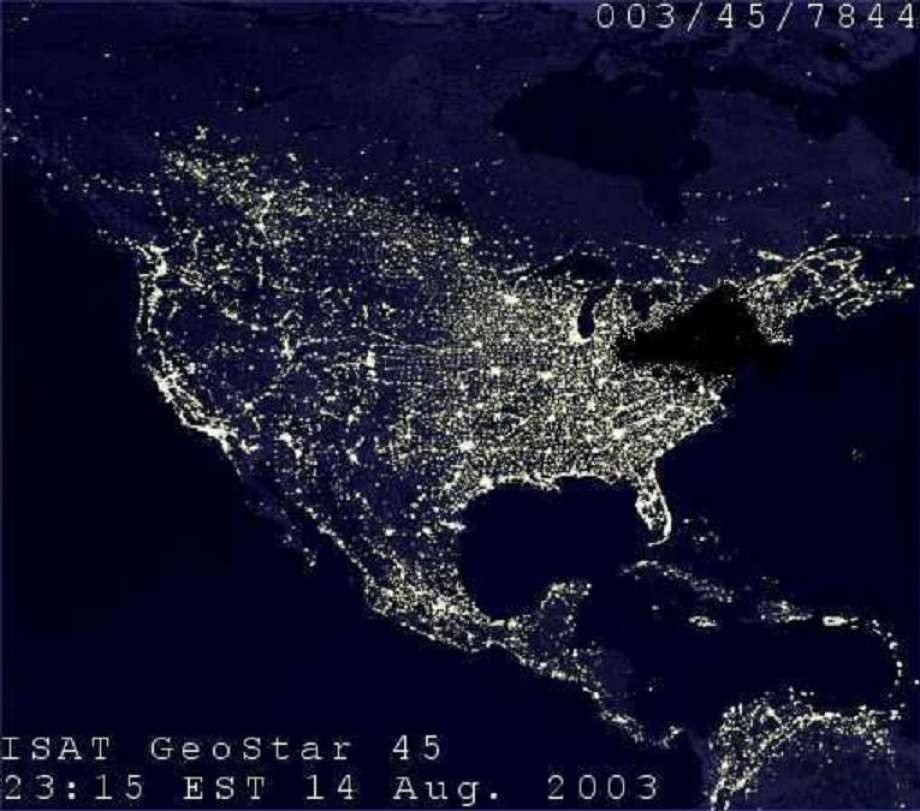 003/45/7844
ISAT GeoStar 45
23:15 EST 14 Aug. 2003